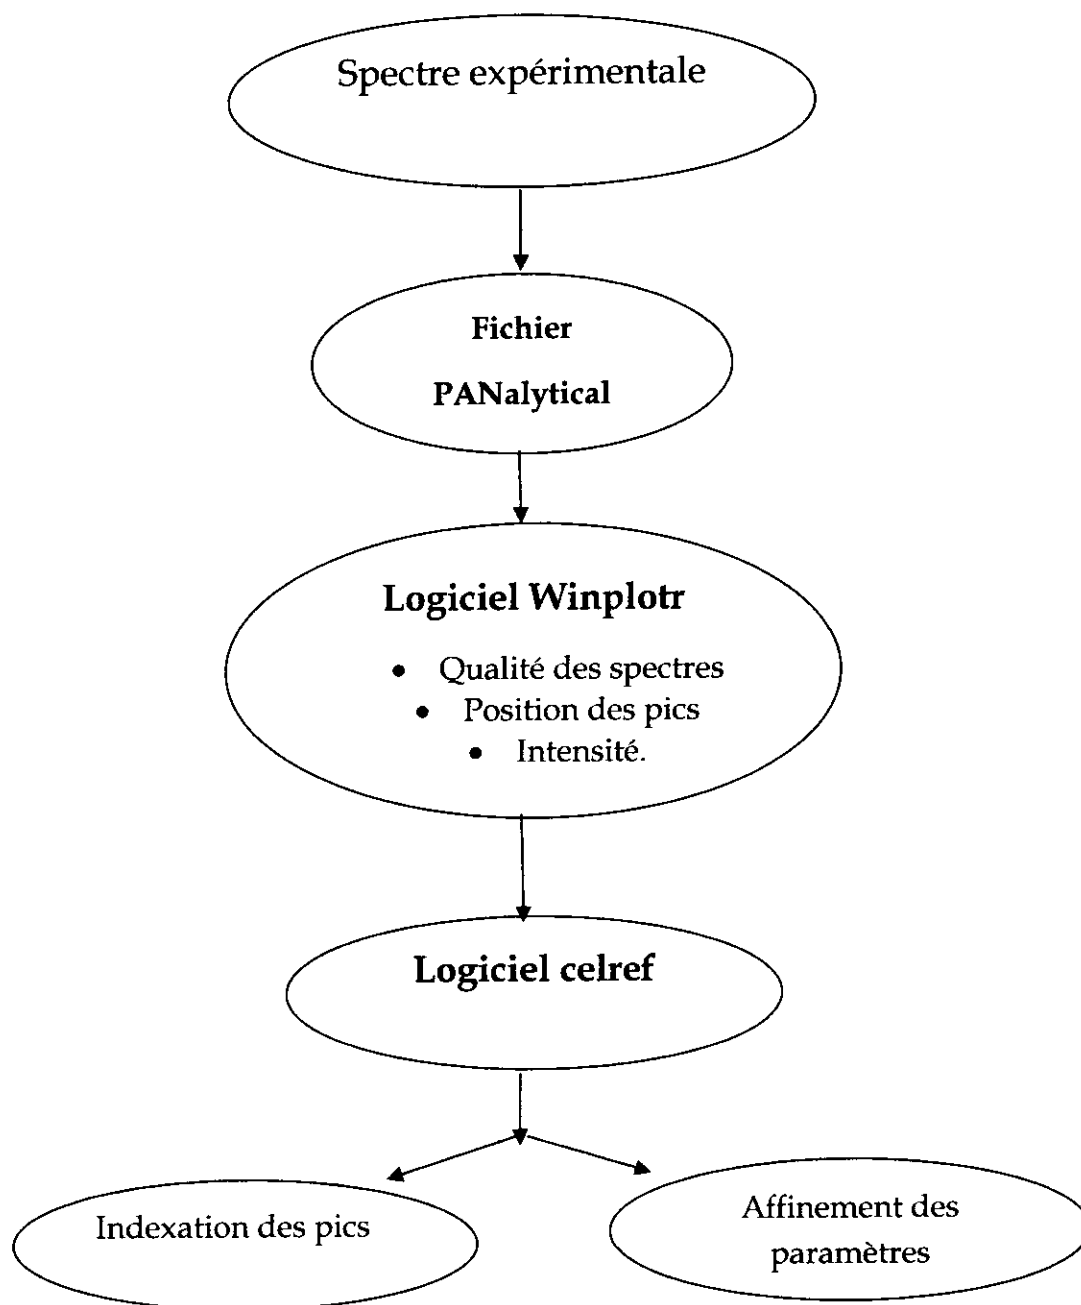 Spectre expérimentale
Fichier
PANalytical
Logiciel Winplotr
• Qualité des spectres
• Position des pics
• Intensité.
Logiciel celref
Indexation des pics
Affinement des
paramètres